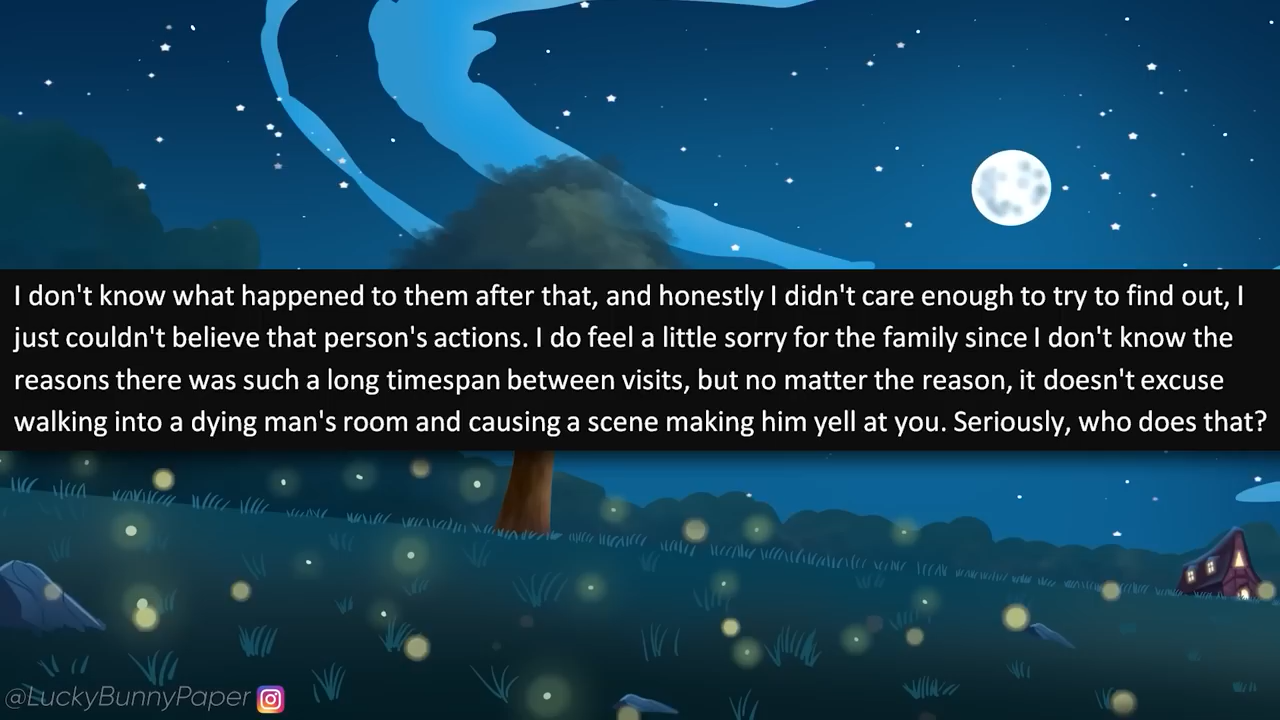 I don't know what happened to them after that, and honestly I didn't care enough to try to find out, I
just couldn't believe that person's actions. I do feel a little sorry for the family since I don't know the
reasons there was such a long timespan between visits, but no matter the reason, it doesn't excuse
walking into a dying man's room and causing a scene making him yell at you. Seriously, who does that?
@LuckyBunnyPaper